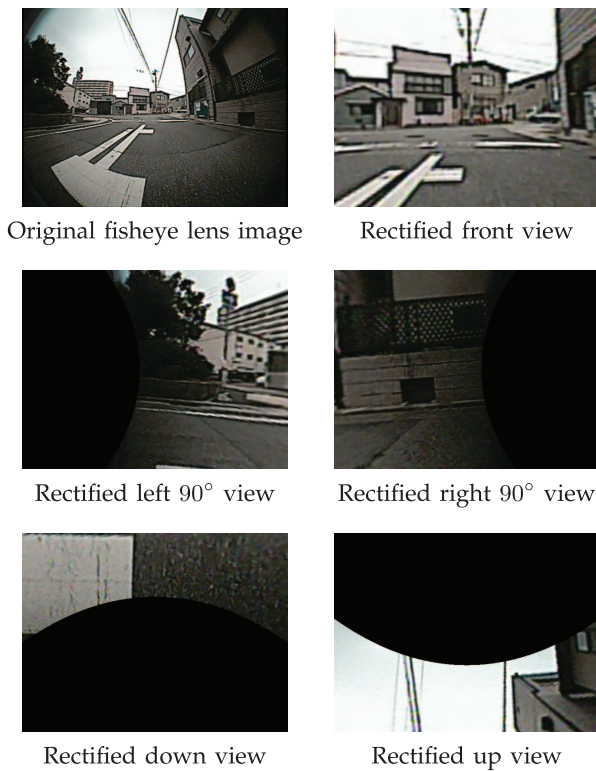 Original fisheye lens image
Rectified front view
Rectified left 90° view
Rectified right 90° view
Rectified down view
Rectified up view